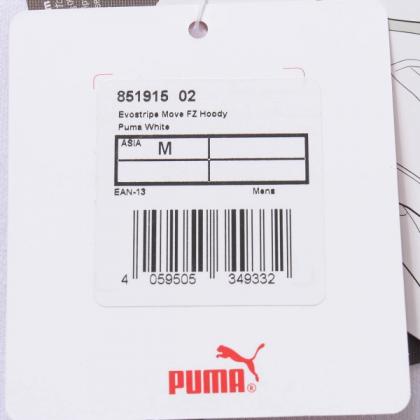 851915 02
Evostripe Move FZ Hoody
Puma White
ASIA M
EAN-13 Mens
4 059505 349332
PUMA®